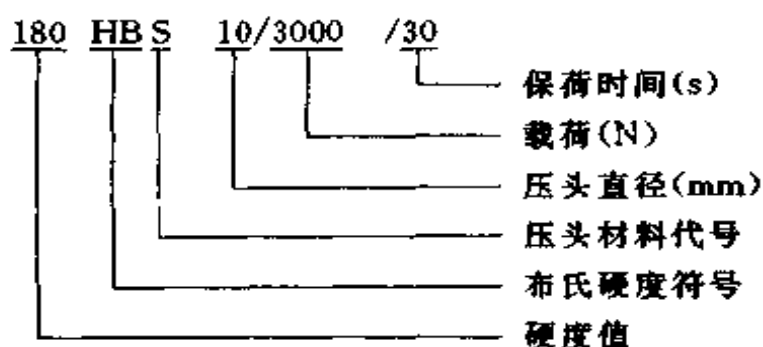 180 HB S 10/3000 /30
保荷时间(s)
载荷(N)
压头直径(mm)
压头材料代号
布氏硬度符号
硬度值